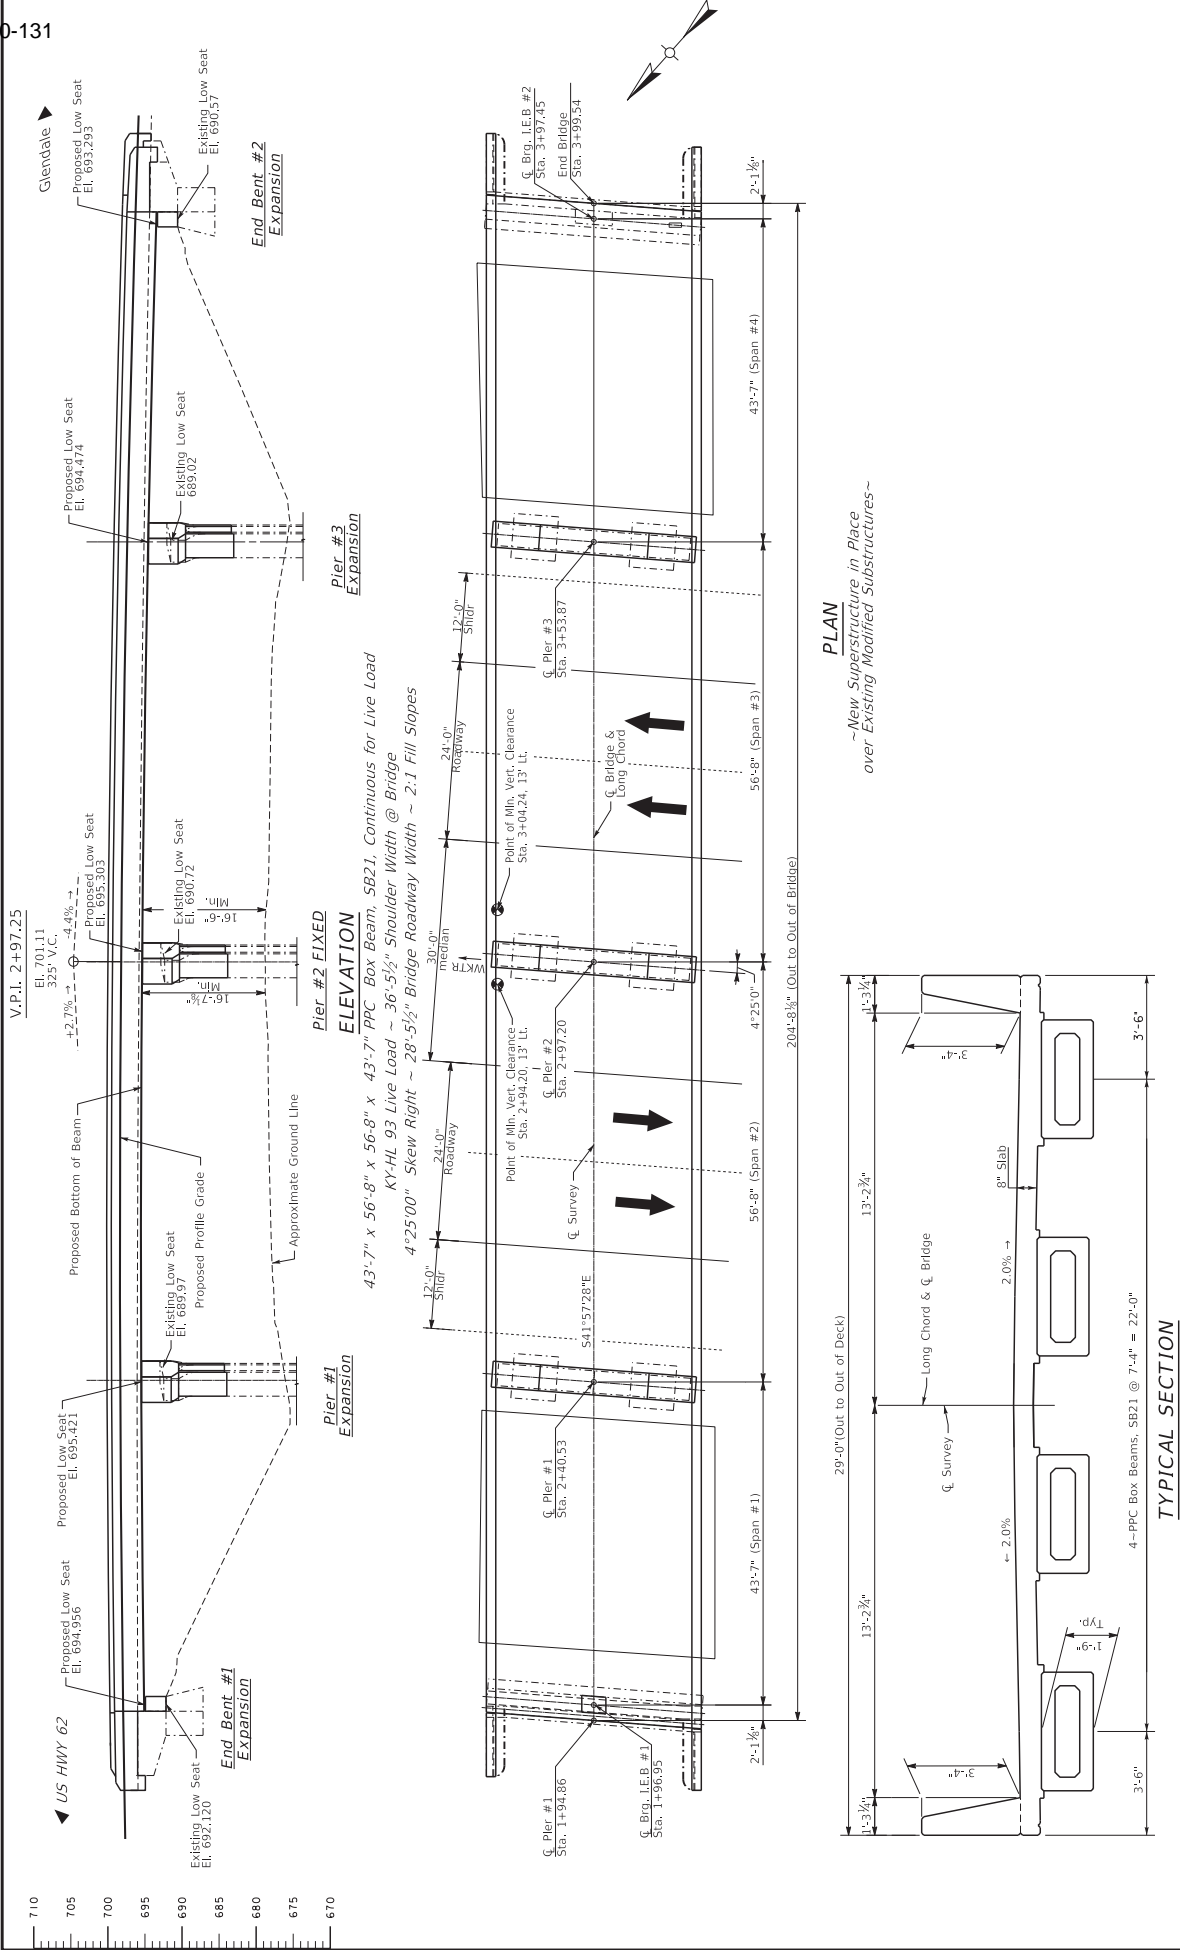 0-131
US HWY 62
Glendale
V.P.I. 2+97.25
El. 701.11
325' V.C.
+2.7% →
-4.4% →
Proposed Low Seat
El. 694.956
Proposed Low Seat
El. 695.421
Proposed Low Seat
El. 695.303
Proposed Low Seat
El. 694.474
Proposed Low Seat
El. 693.293
Existing Low Seat
El. 692.120
Existing Low Seat
El. 689.97
Existing Low Seat
El. 690.72
Existing Low Seat
689.02
Existing Low Seat
El. 690.57
Proposed Bottom of Beam
Proposed Profile Grade
Approximate Ground Line
16'-7⅛"
Min.
16'-6"
Min.
End Bent #1
Expansion
Pier #1
Expansion
Pier #2 FIXED
Pier #3
Expansion
End Bent #2
Expansion
710
705
700
695
690
685
680
675
670
ELEVATION
43'-7" x 56'-8" x 56'-8" x 43'-7" PPC Box Beam, SB21, Continuous for Live Load
KY-HL 93 Live Load ~ 36'-5½" Shoulder Width @ Bridge
4°25'00" Skew Right ~ 28'-5½" Bridge Roadway Width ~ 2:1 Fill Slopes
12'-0"
Shldr
24'-0"
Roadway
30'-0"
median
24'-0"
Roadway
12'-0"
Shldr
WKTR
Point of Min. Vert. Clearance
Sta. 2+94.20, 13' Lt.
Point of Min. Vert. Clearance
Sta. 3+04.24, 13' Lt.
℄ Pier #1
Sta. 1+94.86
℄ Brg. I.E.B #1
Sta. 1+96.95
℄ Pier #1
Sta. 2+40.53
℄ Pier #2
Sta. 2+97.20
℄ Pier #3
Sta. 3+53.87
℄ Brg. I.E.B #2
Sta. 3+97.45
End Bridge
Sta. 3+99.54
S41°57'28"E
℄ Survey
℄ Bridge &
Long Chord
4°25'0"
2'-1⅛"
43'-7" (Span #1)
56'-8" (Span #2)
56'-8" (Span #3)
43'-7" (Span #4)
2'-1⅛"
204'-8⅛" (Out to Out of Bridge)
PLAN
~New Superstructure in Place
over Existing Modified Substructures~
29'-0"(Out to Out of Deck)
1'-3¼"
13'-2¾"
13'-2¾"
1'-3¼"
3'-4"
3'-4"
Long Chord & ℄ Bridge
℄ Survey
← 2.0%
2.0% →
8" Slab
1'-9"
Typ.
3'-6"
4~PPC Box Beams, SB21 @ 7'-4" = 22'-0"
3'-6"
TYPICAL SECTION